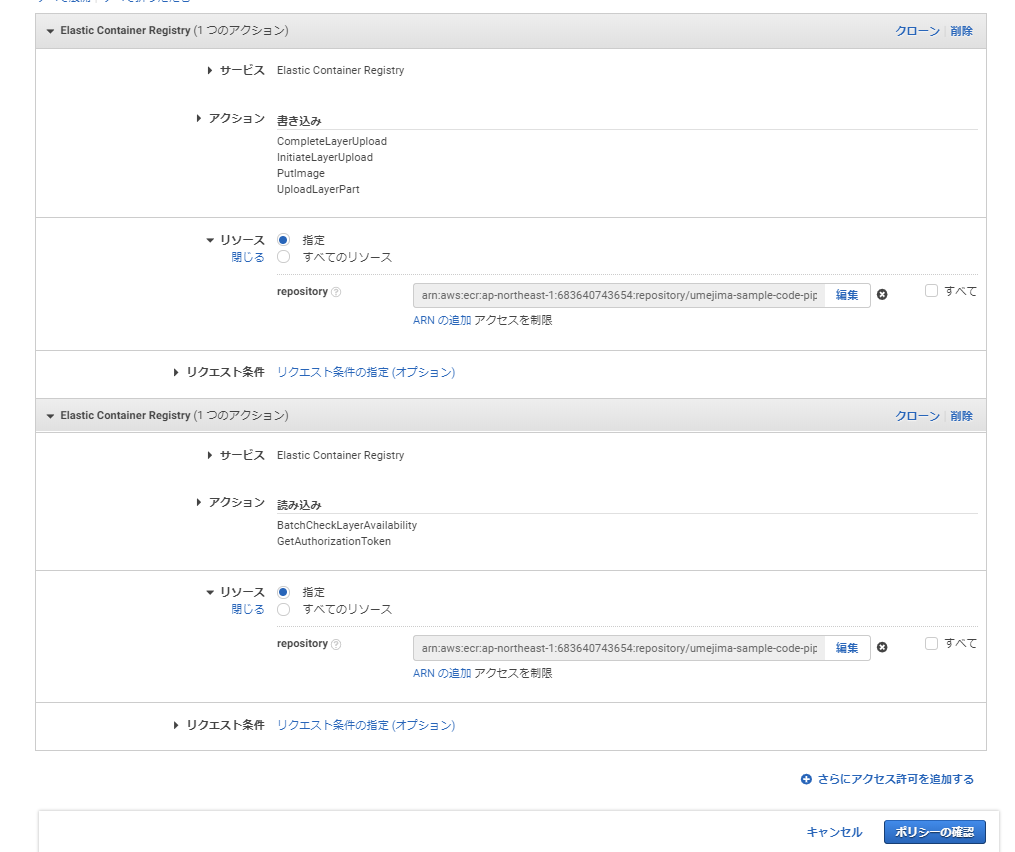 Elastic Container Registry (1 つのアクション) クローン 削除
サービス Elastic Container Registry
アクション 書き込み
CompleteLayerUpload
InitiateLayerUpload
PutImage
UploadLayerPart
リソース 指定
閉じる すべてのリソース
repository arn:aws:ecr:ap-northeast-1:683640743654:repository/umejima-sample-code-pip 編集 すべて
ARN の追加 アクセスを制限
リクエスト条件 リクエスト条件の指定 (オプション)
Elastic Container Registry (1 つのアクション) クローン 削除
サービス Elastic Container Registry
アクション 読み込み
BatchCheckLayerAvailability
GetAuthorizationToken
リソース 指定
閉じる すべてのリソース
repository arn:aws:ecr:ap-northeast-1:683640743654:repository/umejima-sample-code-pip 編集 すべて
ARN の追加 アクセスを制限
リクエスト条件 リクエスト条件の指定 (オプション)
さらにアクセス許可を追加する
キャンセル ポリシーの確認